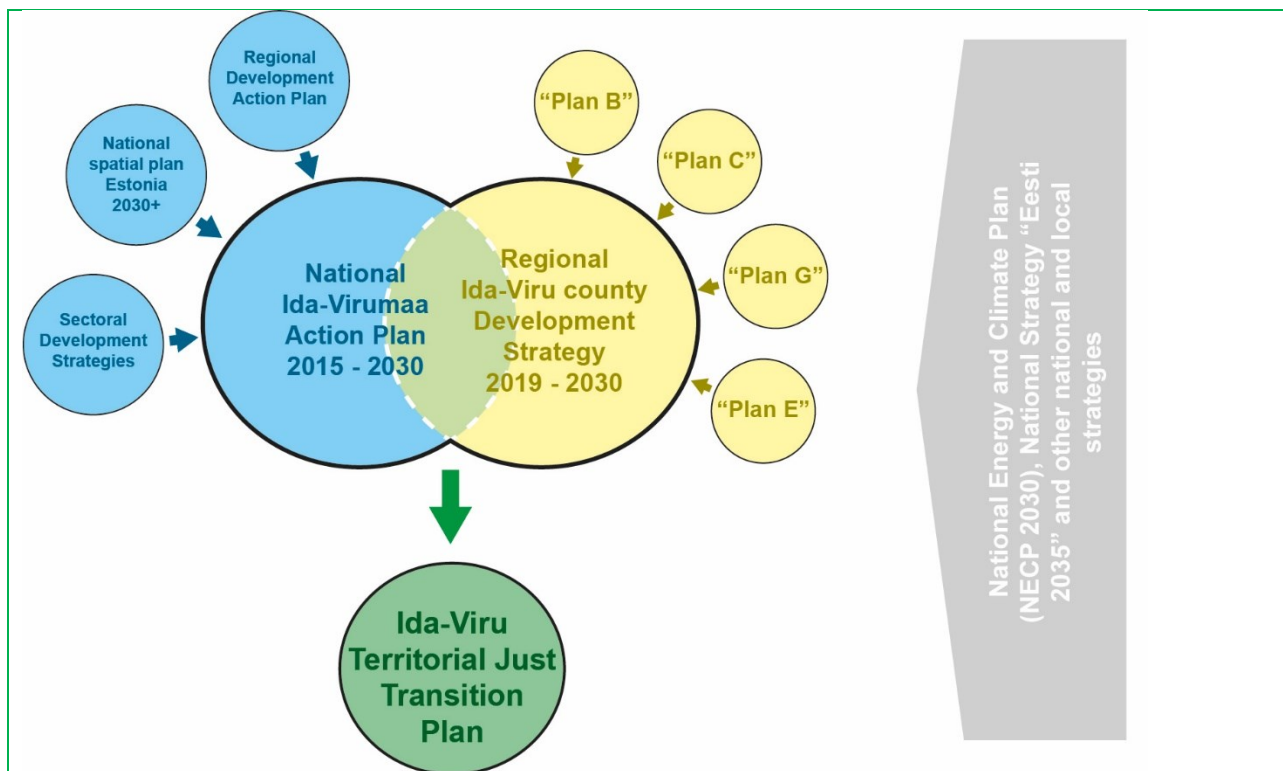 Regional
Development
Action Plan
National
spatial plan
Estonia
2030+
Sectoral
Development
Strategies
National
Ida-Virumaa
Action Plan
2015 - 2030
Regional
Ida-Viru county
Development
Strategy
2019 - 2030
“Plan B”
“Plan C”
“Plan G”
“Plan E”
Ida-Viru
Territorial Just
Transition
Plan
National Energy and Climate Plan
(NECP 2030), National Strategy “Eesti
2035” and other national and local
strategies